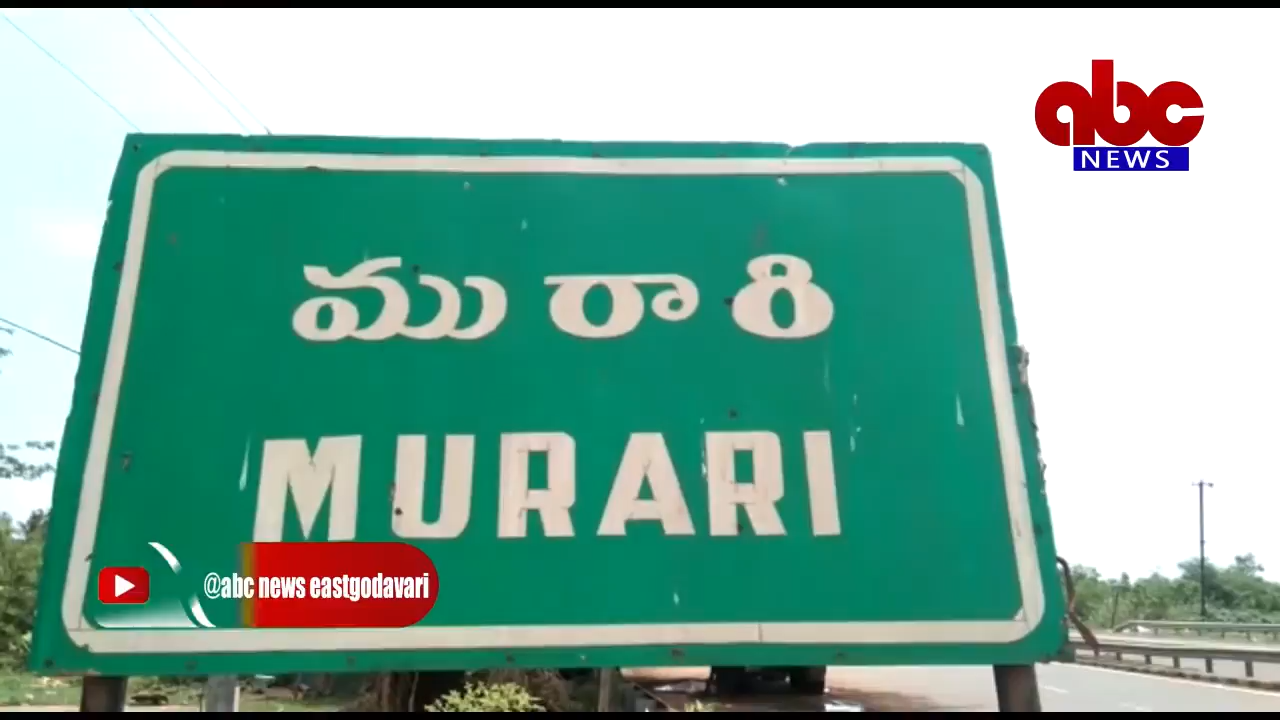 abc
NEWS
మురారి
MURARI
@abc news eastgodavari